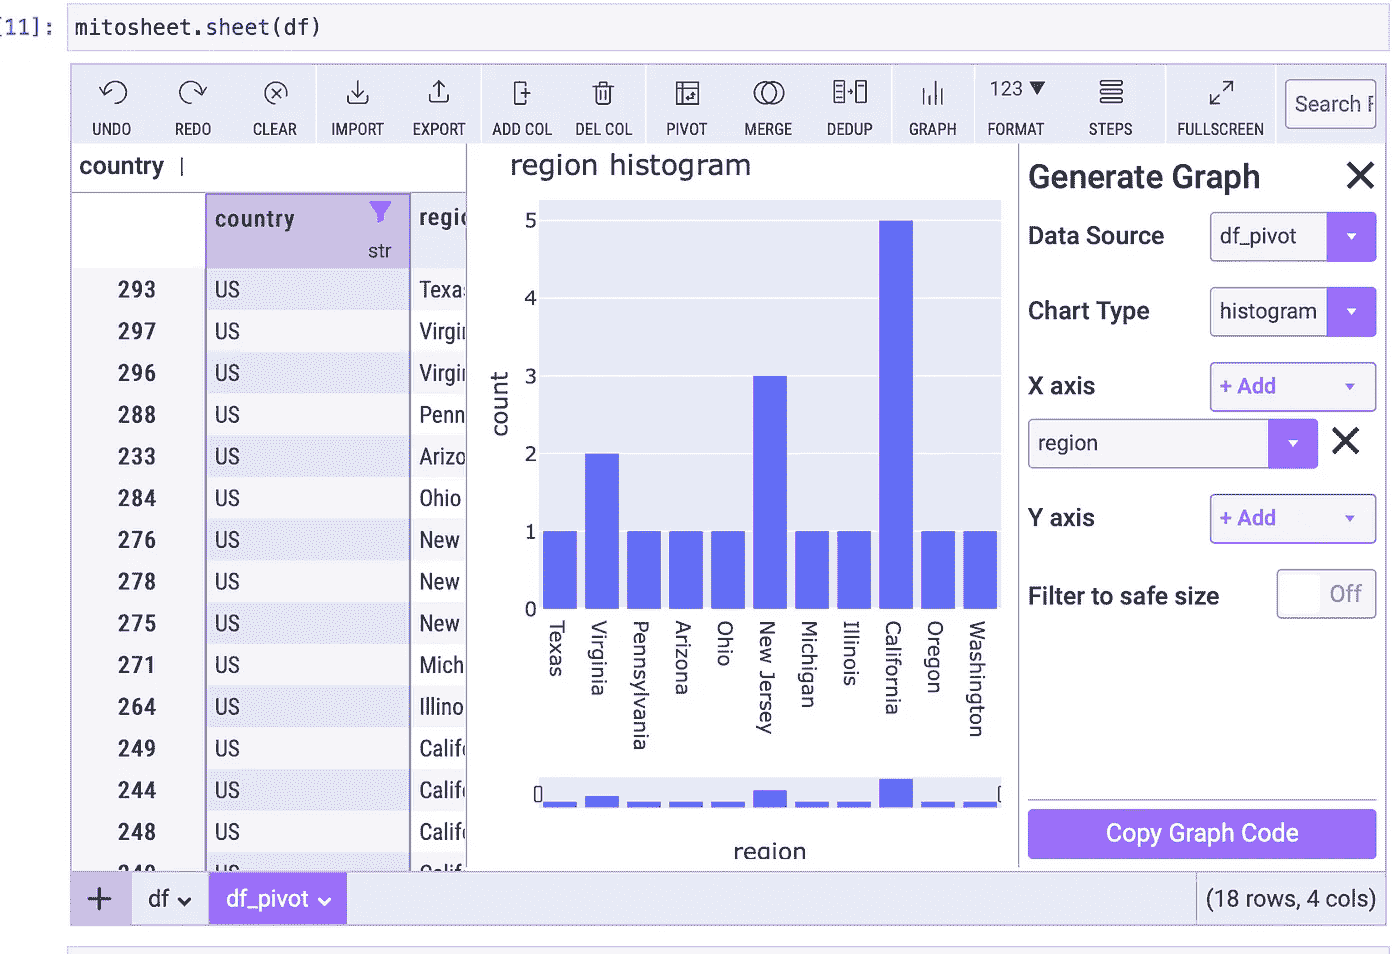 [11]:
mitosheet.sheet(df)
UNDO REDO CLEAR IMPORT EXPORT ADD COL DEL COL PIVOT MERGE DEDUP GRAPH 123 FORMAT STEPS FULLSCREEN Search
country
country
str
regio
293 US Texas
297 US Virgi
296 US Virgi
288 US Penn
233 US Arizo
284 US Ohio
276 US New
278 US New
275 US New
271 US Mich
264 US Illino
249 US Calif
244 US Calif
248 US Calif
region histogram
count
5
4
3
2
1
0
Texas
Virginia
Pennsylvania
Arizona
Ohio
New Jersey
Michigan
Illinois
California
Oregon
Washington
region
Generate Graph
Data Source df_pivot
Chart Type histogram
X axis + Add
region
Y axis + Add
Filter to safe size Off
Copy Graph Code
+ df df_pivot (18 rows, 4 cols)